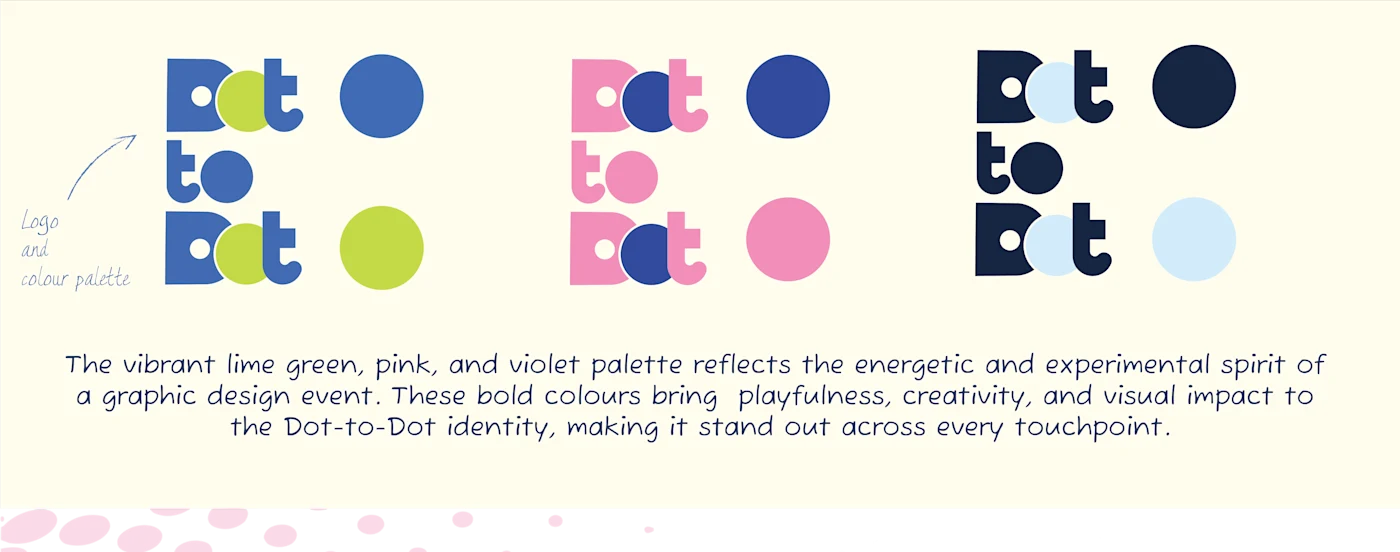 Dot
to
Dot
Dot
to
Dot
Dot
to
Dot
Logo
and
colour palette
The vibrant lime green, pink, and violet palette reflects the energetic and experimental spirit of
a graphic design event. These bold colours bring  playfulness, creativity, and visual impact to
the Dot-to-Dot identity, making it stand out across every touchpoint.